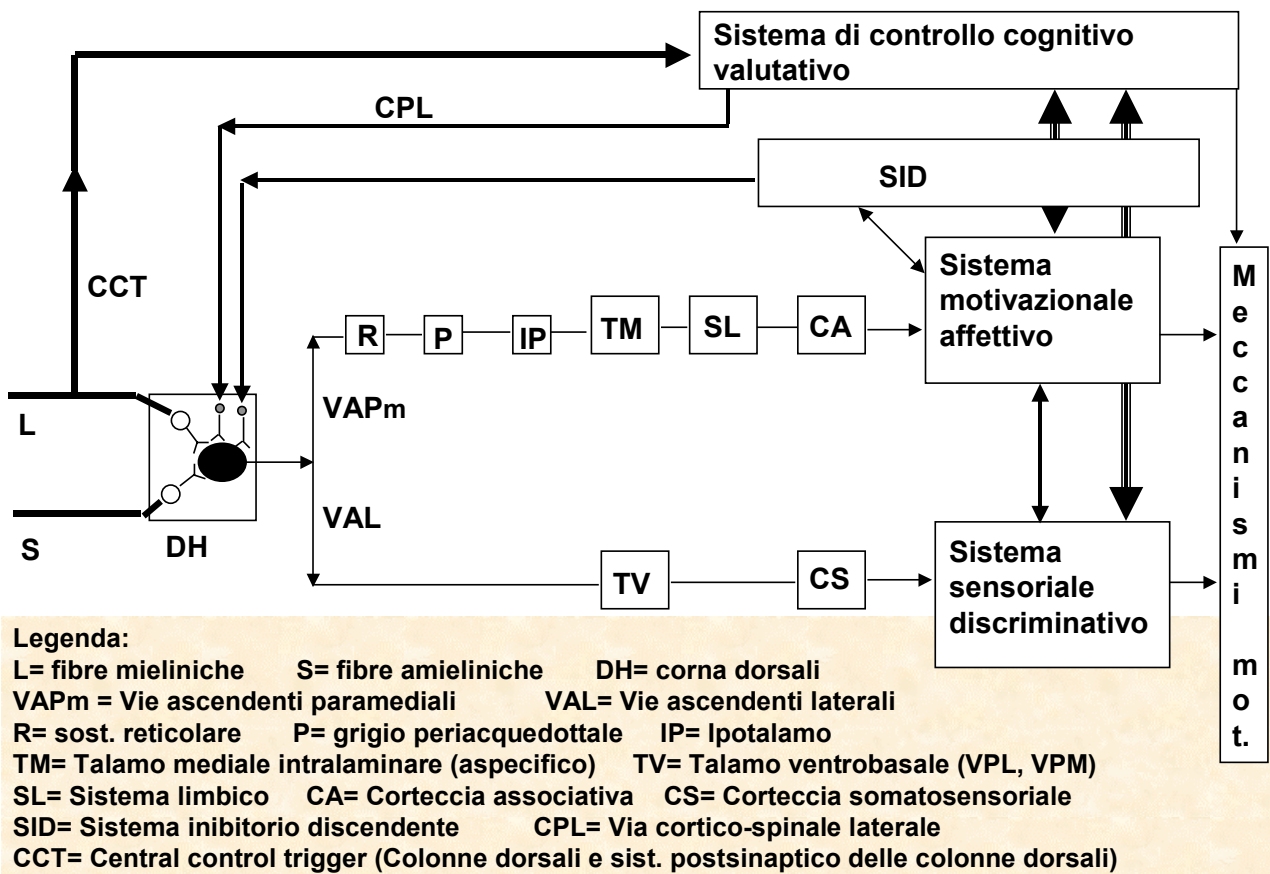 Sistema di controllo cognitivo
valutativo
CPL
SID
CCT
Sistema
motivazionale
affettivo
R
P
IP
TM
SL
CA
VAPm
L
VAL
S
DH
TV
CS
Sistema
sensoriale
discriminativo
Meccanismi mot.
Legenda:
L= fibre mieliniche S= fibre amieliniche DH= corna dorsali
VAPm = Vie ascendenti paramediali VAL= Vie ascendenti laterali
R= sost. reticolare P= grigio periacquedottale IP= Ipotalamo
TM= Talamo mediale intralaminare (aspecifico) TV= Talamo ventrobasale (VPL, VPM)
SL= Sistema limbico CA= Corteccia associativa CS= Corteccia somatosensoriale
SID= Sistema inibitorio discendente CPL= Via cortico-spinale laterale
CCT= Central control trigger (Colonne dorsali e sist. postsinaptico delle colonne dorsali)